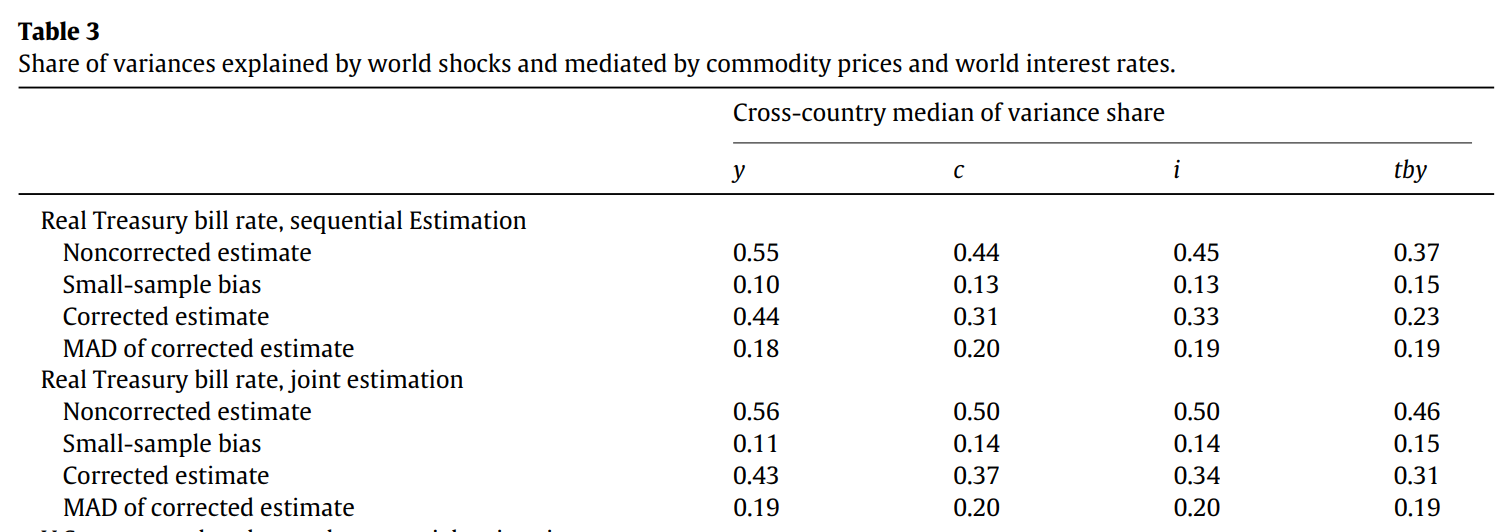 Table 3
Share of variances explained by world shocks and mediated by commodity prices and world interest rates.
Cross-country median of variance share
y c i tby
Real Treasury bill rate, sequential Estimation
Noncorrected estimate 0.55 0.44 0.45 0.37
Small-sample bias 0.10 0.13 0.13 0.15
Corrected estimate 0.44 0.31 0.33 0.23
MAD of corrected estimate 0.18 0.20 0.19 0.19
Real Treasury bill rate, joint estimation
Noncorrected estimate 0.56 0.50 0.50 0.46
Small-sample bias 0.11 0.14 0.14 0.15
Corrected estimate 0.43 0.37 0.34 0.31
MAD of corrected estimate 0.19 0.20 0.20 0.19